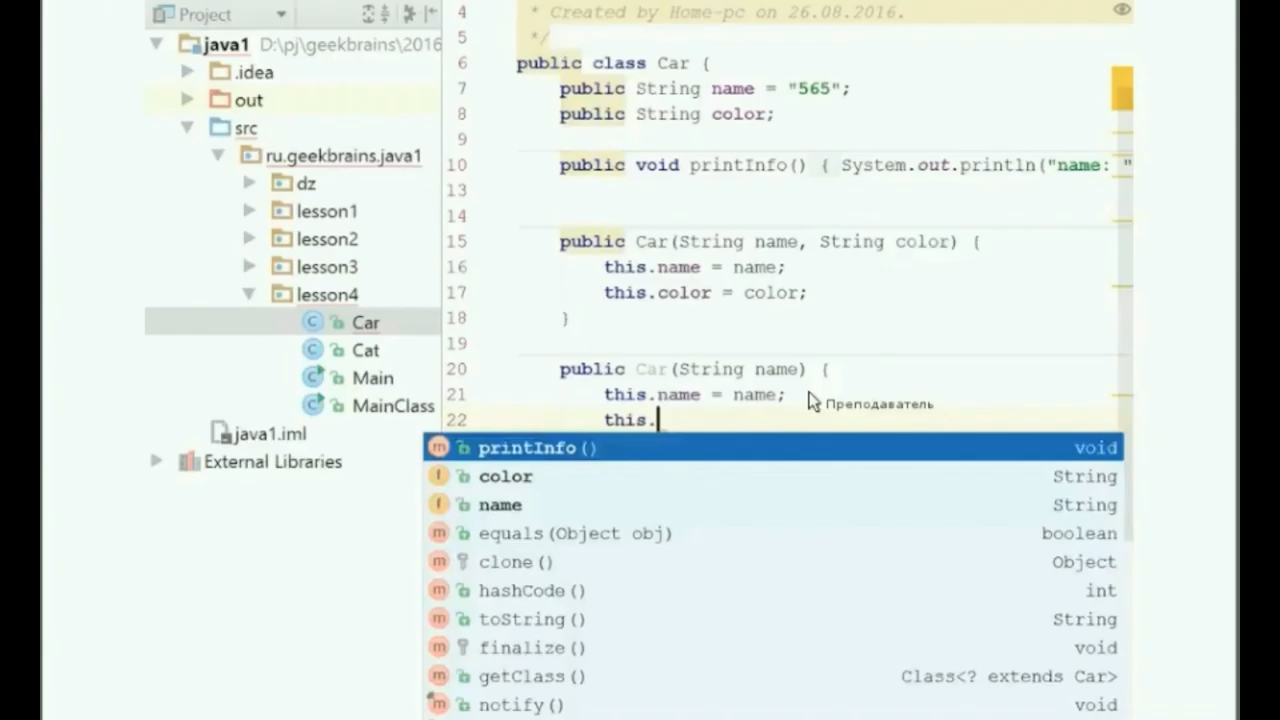 Project
java1 D:\pj\geekbrains\2016
.idea
out
src
ru.geekbrains.java1
dz
lesson1
lesson2
lesson3
lesson4
Car
Cat
Main
MainClass
java1.iml
External Libraries
4 * Created by Home-pc on 26.08.2016.
5 */
6 public class Car {
7 public String name = "565";
8 public String color;
9
10 public void printInfo() { System.out.println("name: "
13
14
15 public Car(String name, String color) {
16 this.name = name;
17 this.color = color;
18 }
19
20 public Car(String name) {
21 this.name = name;
Преподаватель
22 this.
m printInfo() void
f color String
f name String
m equals(Object obj) boolean
m clone() Object
m hashCode() int
m toString() String
m finalize() void
m getClass() Class<? extends Car>
m notify() void